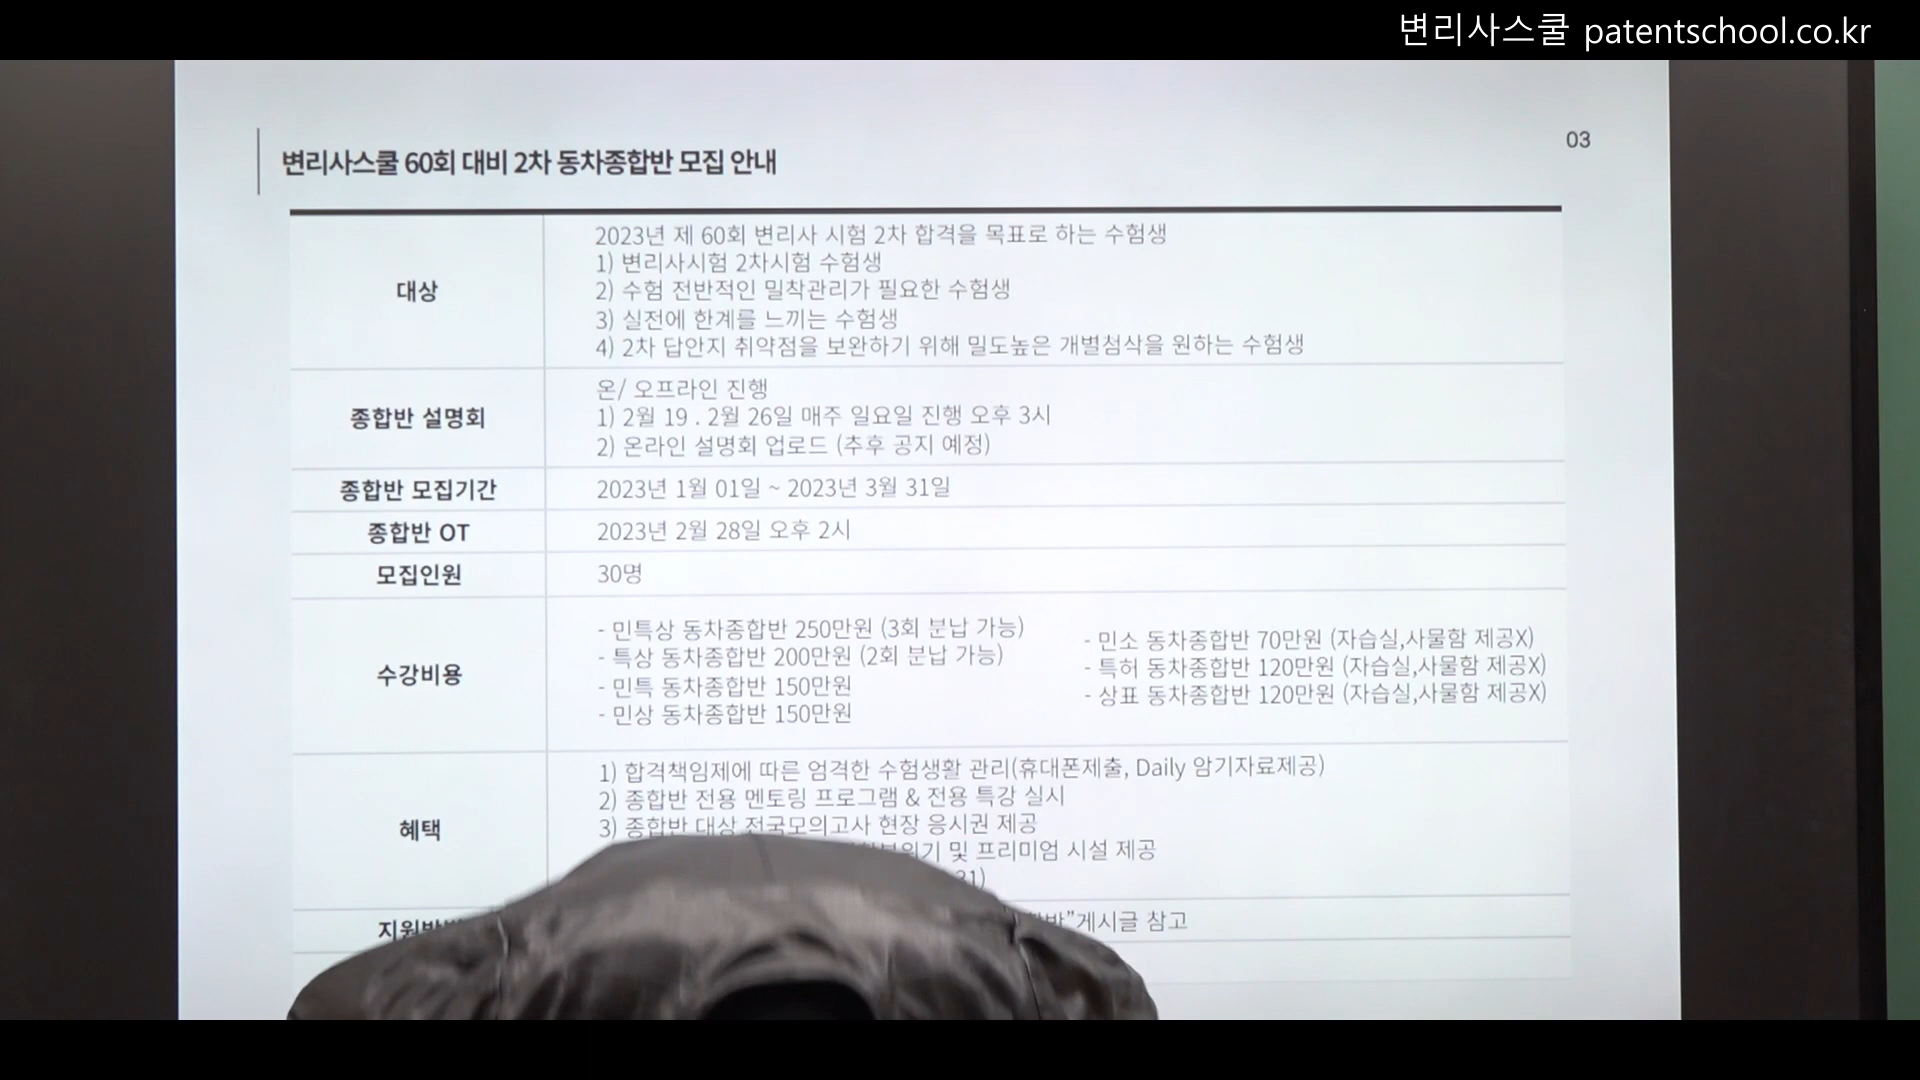 변리사스쿨 patentschool.co.kr
03
변리사스쿨 60회 대비 2차 동차종합반 모집 안내
대상
2023년 제 60회 변리사 시험 2차 합격을 목표로 하는 수험생
1) 변리사시험 2차시험 수험생
2) 수험 전반적인 밀착관리가 필요한 수험생
3) 실전에 한계를 느끼는 수험생
4) 2차 답안지 취약점을 보완하기 위해 밀도높은 개별첨삭을 원하는 수험생
종합반 설명회
온/ 오프라인 진행
1) 2월 19 . 2월 26일 매주 일요일 진행 오후 3시
2) 온라인 설명회 업로드 (추후 공지 예정)
종합반 모집기간
2023년 1월 01일 ~ 2023년 3월 31일
종합반 OT
2023년 2월 28일 오후 2시
모집인원
30명
수강비용
- 민특상 동차종합반 250만원 (3회 분납 가능)
- 특상 동차종합반 200만원 (2회 분납 가능)
- 민특 동차종합반 150만원
- 민상 동차종합반 150만원
- 민소 동차종합반 70만원 (자습실,사물함 제공X)
- 특허 동차종합반 120만원 (자습실,사물함 제공X)
- 상표 동차종합반 120만원 (자습실,사물함 제공X)
혜택
1) 합격책임제에 따른 엄격한 수험생활 관리(휴대폰제출, Daily 암기자료제공)
2) 종합반 전용 멘토링 프로그램 & 전용 특강 실시
3) 종합반 대상 전국모의고사 현장 응시권 제공
및 프리미엄 시설 제공
31)
게시글 참고